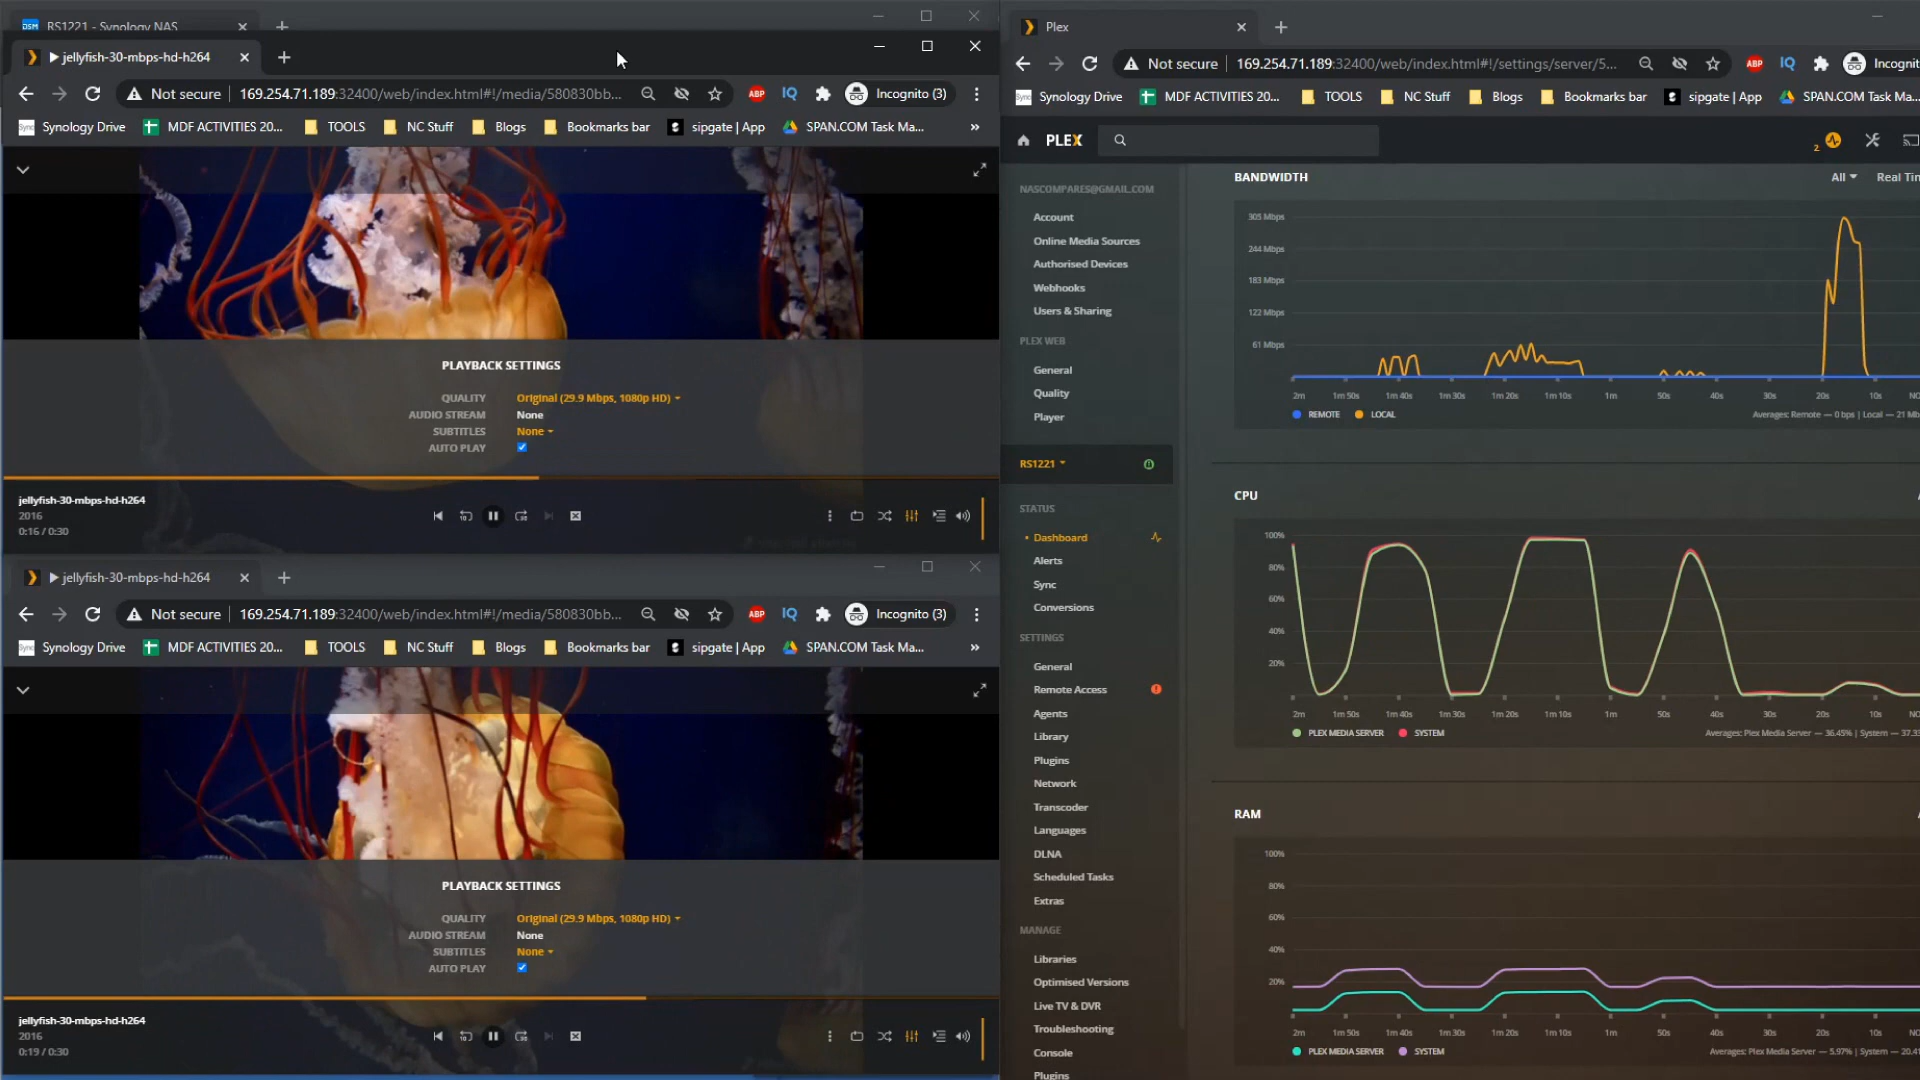 RS1221 - Synology NAS
jellyfish-30-mbps-hd-h264
Not secure 169.254.71.189:32400/web/index.html#!/media/580830bb... ABP IQ Incognito (3)
Synology Drive MDF ACTIVITIES 20... TOOLS NC Stuff Blogs Bookmarks bar sipgate | App SPAN.COM Task Ma... »
PLAYBACK SETTINGS
QUALITY Original (29.9 Mbps, 1080p HD)
AUDIO STREAM None
SUBTITLES None
AUTO PLAY
jellyfish-30-mbps-hd-h264
2016
0:16 / 0:30
jellyfish-30-mbps-hd-h264
Not secure 169.254.71.189:32400/web/index.html#!/media/580830bb... ABP IQ Incognito (3)
Synology Drive MDF ACTIVITIES 20... TOOLS NC Stuff Blogs Bookmarks bar sipgate | App SPAN.COM Task Ma... »
PLAYBACK SETTINGS
QUALITY Original (29.9 Mbps, 1080p HD)
AUDIO STREAM None
SUBTITLES None
AUTO PLAY
jellyfish-30-mbps-hd-h264
2016
0:19 / 0:30
Plex
Not secure 169.254.71.189:32400/web/index.html#!/settings/server/5... ABP IQ Incognit
Synology Drive MDF ACTIVITIES 20... TOOLS NC Stuff Blogs Bookmarks bar sipgate | App SPAN.COM Task Ma...
PLEX 2
NASCOMPARES@GMAIL.COM
Account
Online Media Sources
Authorised Devices
Webhooks
Users & Sharing
PLEX WEB
General
Quality
Player
RS1221
STATUS
Dashboard
Alerts
Sync
Conversions
SETTINGS
General
Remote Access
Agents
Library
Plugins
Network
Transcoder
Languages
DLNA
Scheduled Tasks
Extras
MANAGE
Libraries
Optimised Versions
Live TV & DVR
Troubleshooting
Console
Plugins
BANDWIDTH All Real Tim
305 Mbps
244 Mbps
183 Mbps
122 Mbps
61 Mbps
2m 1m 50s 1m 40s 1m 30s 1m 20s 1m 10s 1m 50s 40s 30s 20s 10s NO
REMOTE LOCAL Averages: Remote — 0 bps | Local — 21 Mb
CPU
100%
80%
60%
40%
20%
2m 1m 50s 1m 40s 1m 30s 1m 20s 1m 10s 1m 50s 40s 30s 20s 10s NO
PLEX MEDIA SERVER SYSTEM Averages: Plex Media Server — 36.45% | System — 37.33
RAM
100%
80%
60%
40%
20%
2m 1m 50s 1m 40s 1m 30s 1m 20s 1m 10s 1m 50s 40s 30s 20s 10s NO
PLEX MEDIA SERVER SYSTEM Averages: Plex Media Server — 5.97% | System — 20.41